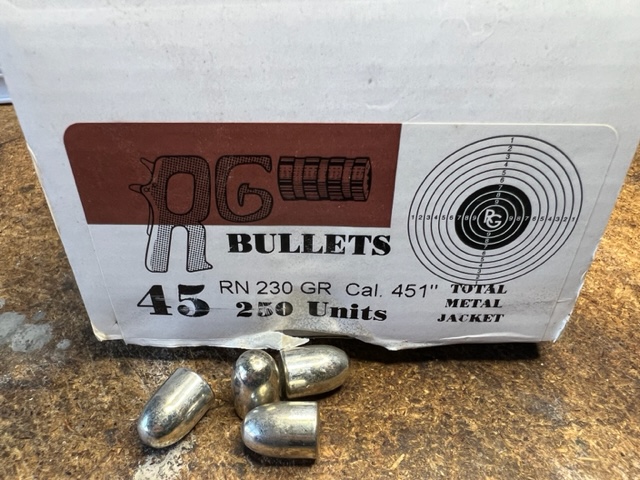 RG
BULLETS
45 RN 230 GR Cal. 451"
250 Units
TOTAL
METAL
JACKET
RG